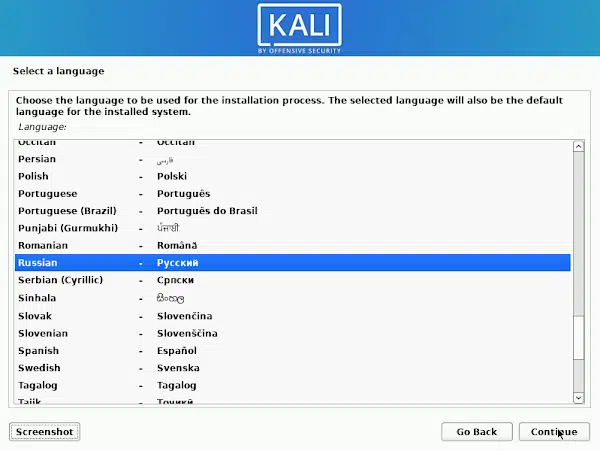 KALI
BY OFFENSIVE SECURITY
Select a language
Choose the language to be used for the installation process. The selected language will also be the default
language for the installed system.
Language:
Occitan - Occitan
Persian - فارسی
Polish - Polski
Portuguese - Português
Portuguese (Brazil) - Português do Brasil
Punjabi (Gurmukhi) - ਪੰਜਾਬੀ
Romanian - Română
Russian - Русский
Serbian (Cyrillic) - Српски
Sinhala - සිංහල
Slovak - Slovenčina
Slovenian - Slovenščina
Spanish - Español
Swedish - Svenska
Tagalog - Tagalog
Tajik - Тоҷикӣ
Screenshot Go Back Continue